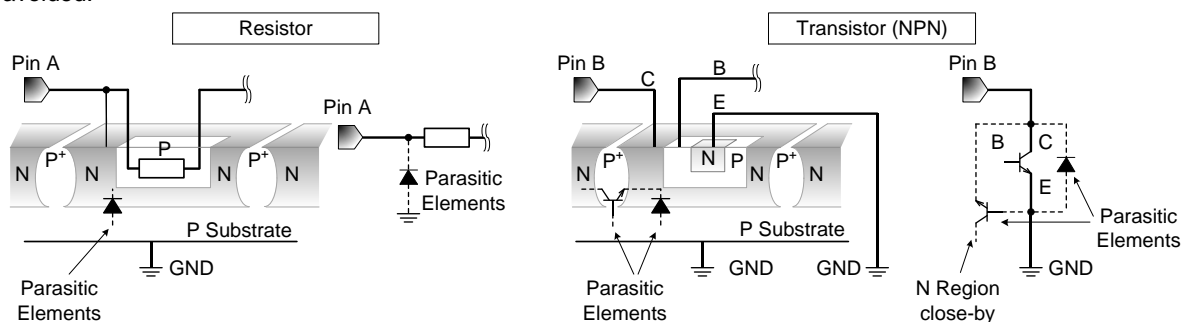 Resistor
Transistor (NPN)
Pin A
Pin A
N
P+
N
P
N
P+
N
Parasitic
Elements
P Substrate
GND
Parasitic
Elements
Pin B
C
B
E
N
P+
N
N
P
N
P+
N
P Substrate
GND
GND
Parasitic
Elements
Pin B
B
C
E
Parasitic
Elements
GND
N Region
close-by